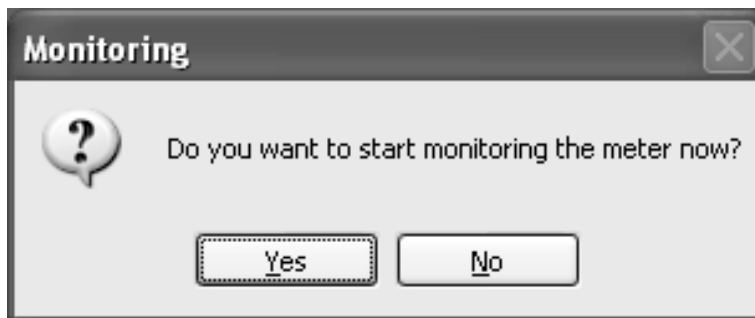 Monitoring
Do you want to start monitoring the meter now?
Yes
No